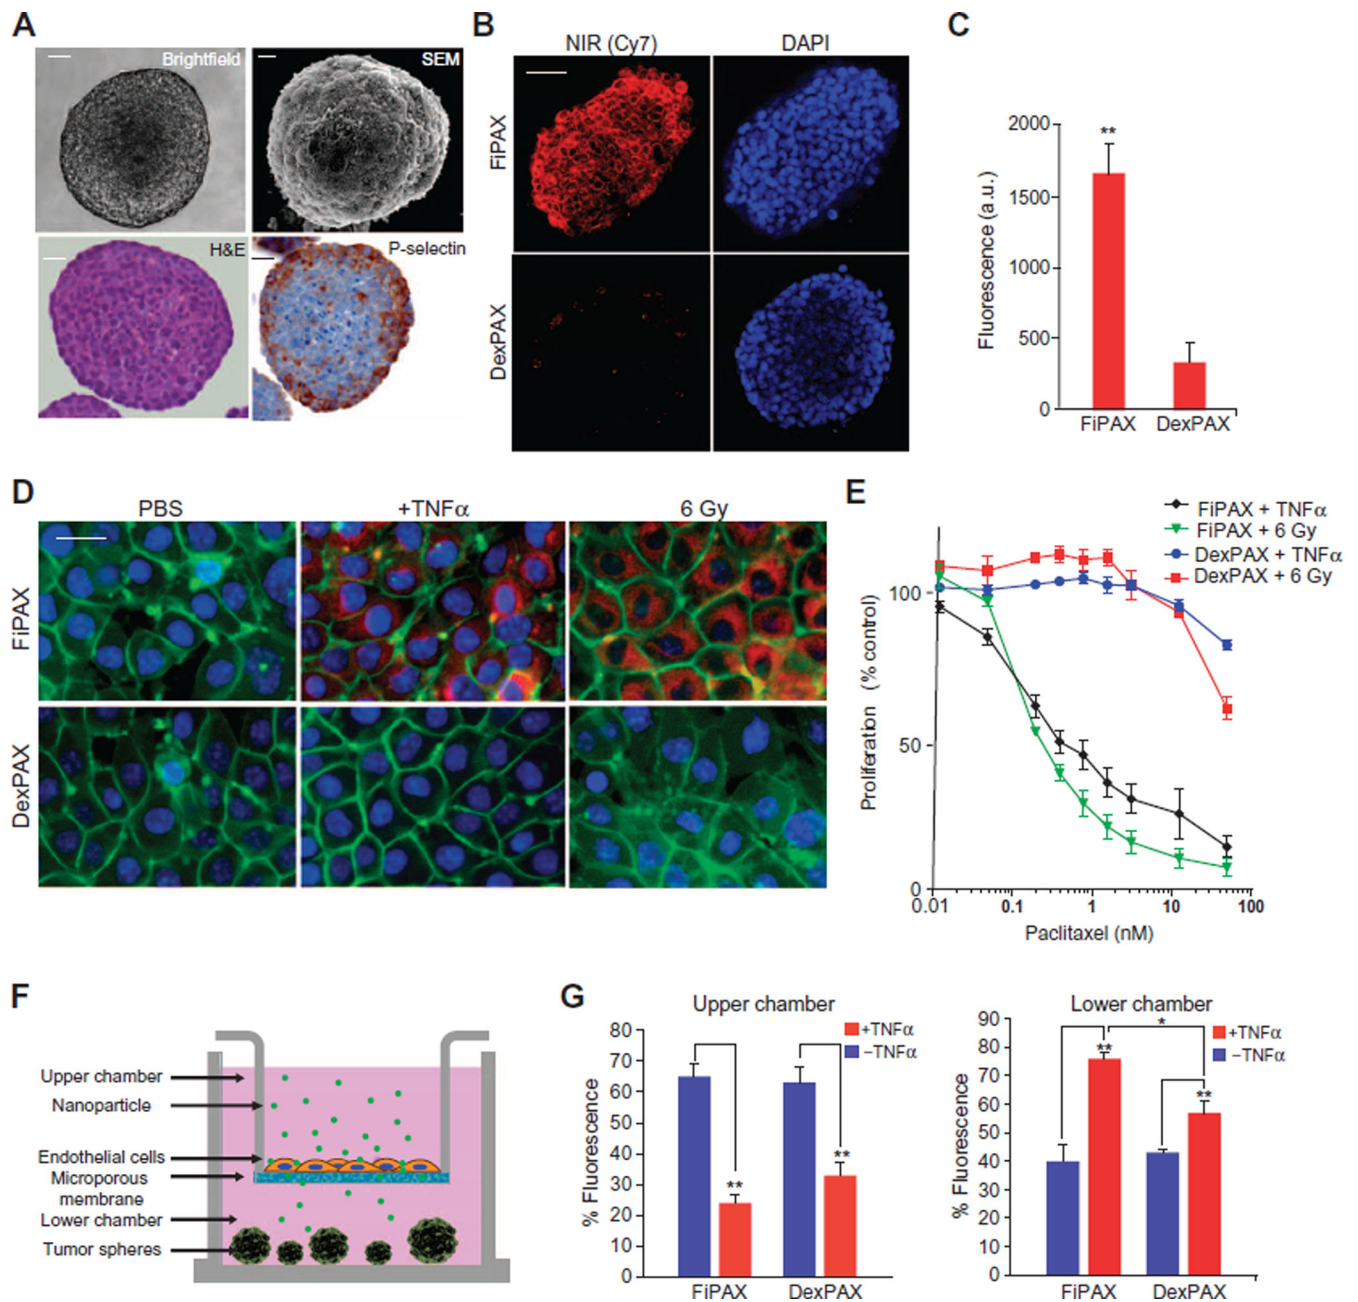 A
Brightfield
SEM
H&E
P-selectin
B
NIR (Cy7)
DAPI
FiPAX
DexPAX
C
Fluorescence (a.u.)
2000
1500
1000
500
0
**
FiPAX
DexPAX
D
PBS
+TNFα
6 Gy
FiPAX
DexPAX
E
FiPAX + TNFα
FiPAX + 6 Gy
DexPAX + TNFα
DexPAX + 6 Gy
Proliferation (% control)
100
50
0
0.01
0.1
1
10
100
Paclitaxel (nM)
F
Upper chamber
Nanoparticle
Endothelial cells
Microporous
membrane
Lower chamber
Tumor spheres
G
Upper chamber
+TNFα
−TNFα
% Fluorescence
80
70
60
50
40
30
20
10
0
**
**
FiPAX
DexPAX
Lower chamber
+TNFα
−TNFα
% Fluorescence
90
80
70
60
50
40
30
20
10
0
*
**
**
FiPAX
DexPAX